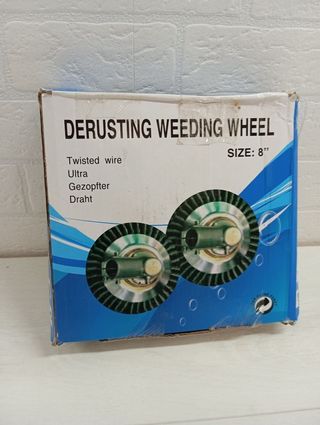 DERUSTING WEEDING WHEEL
SIZE: 8"
Twisted wire
Ultra
Gezopfter
Draht